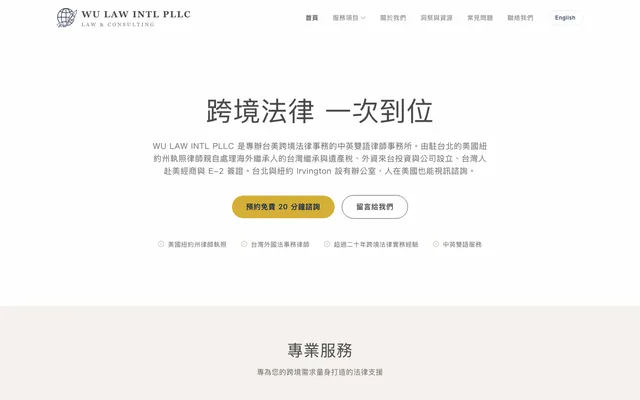 WU LAW INTL PLLC
LAW & CONSULTING
首頁 服務項目 關於我們 洞察與資源 常見問題 聯絡我們 English
跨境法律 一次到位
WU LAW INTL PLLC 是專辦台美跨境法律事務的中英雙語律師事務所。由駐台北的美國紐
約州執照律師親自處理海外繼承人的台灣繼承與遺產稅、外資來台投資與公司設立、台灣人
赴美經商與 E-2 簽證。台北與紐約 Irvington 設有辦公室，人在美國也能視訊諮詢。
預約免費 20 分鐘諮詢 留言給我們
美國紐約州律師執照 台灣外國法事務律師 超過二十年跨境法律實務經驗 中英雙語服務
專業服務
專為您的跨境需求量身打造的法律支援